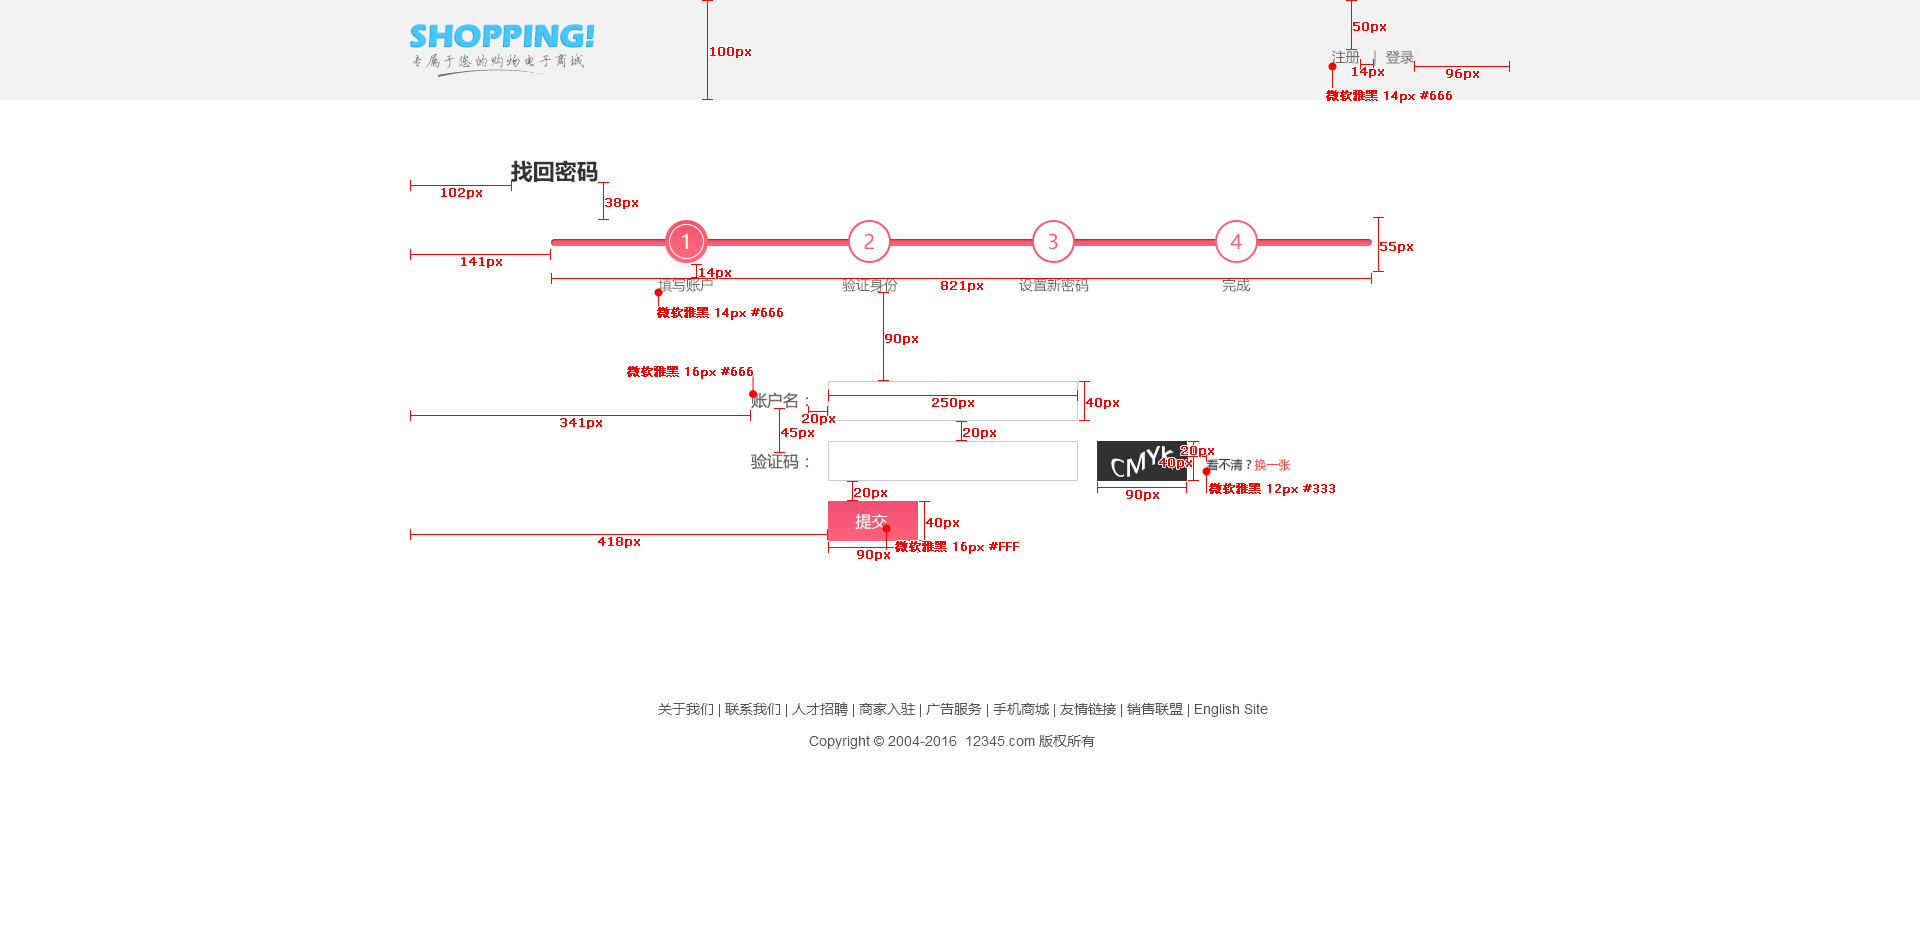 SHOPPING!
专属于您的购物电子商城
100px
50px
注册 | 登录
14px
96px
微软雅黑 14px #666
找回密码
102px
38px
1 2 3 4
55px
141px
14px
填写账户 验证身份 设置新密码 完成
821px
微软雅黑 14px #666
90px
微软雅黑 16px #666
账户名：
250px
40px
20px
341px
45px
20px
验证码：
CMYK
20px
40px
看不清？换一张
微软雅黑 12px #333
90px
20px
提交
40px
418px
微软雅黑 16px #FFF
90px
关于我们 | 联系我们 | 人才招聘 | 商家入驻 | 广告服务 | 手机商城 | 友情链接 | 销售联盟 | English Site
Copyright © 2004-2016 12345.com 版权所有